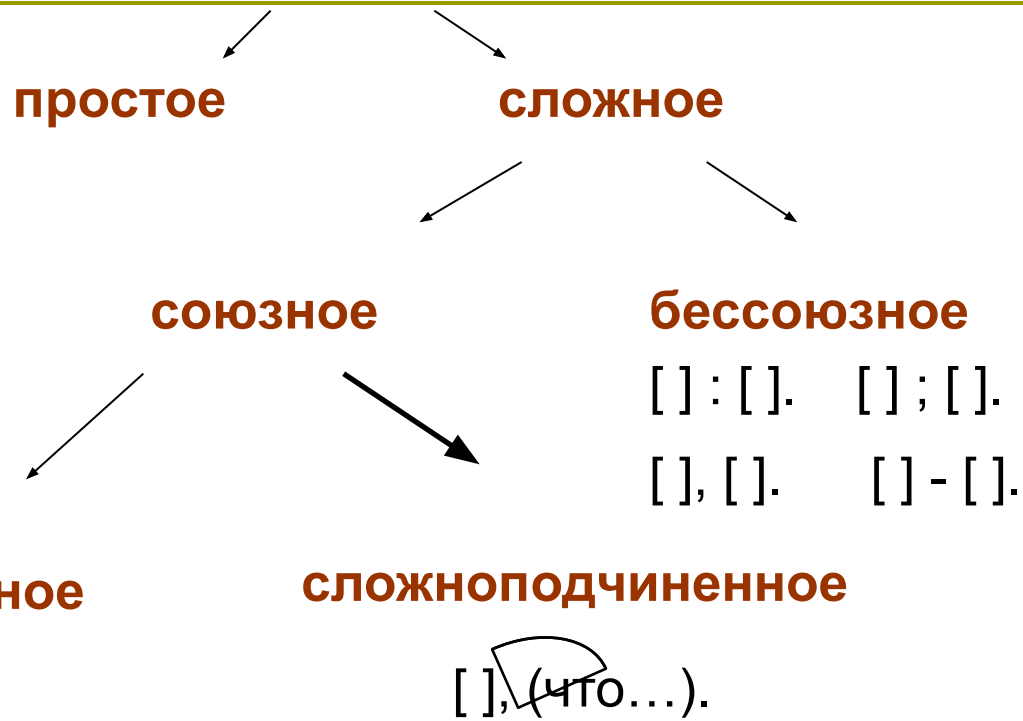 простое сложное
союзное бессоюзное
[ ] : [ ]. [ ] ; [ ].
[ ], [ ]. [ ] - [ ].
ное сложноподчиненное
[ ], (что…).